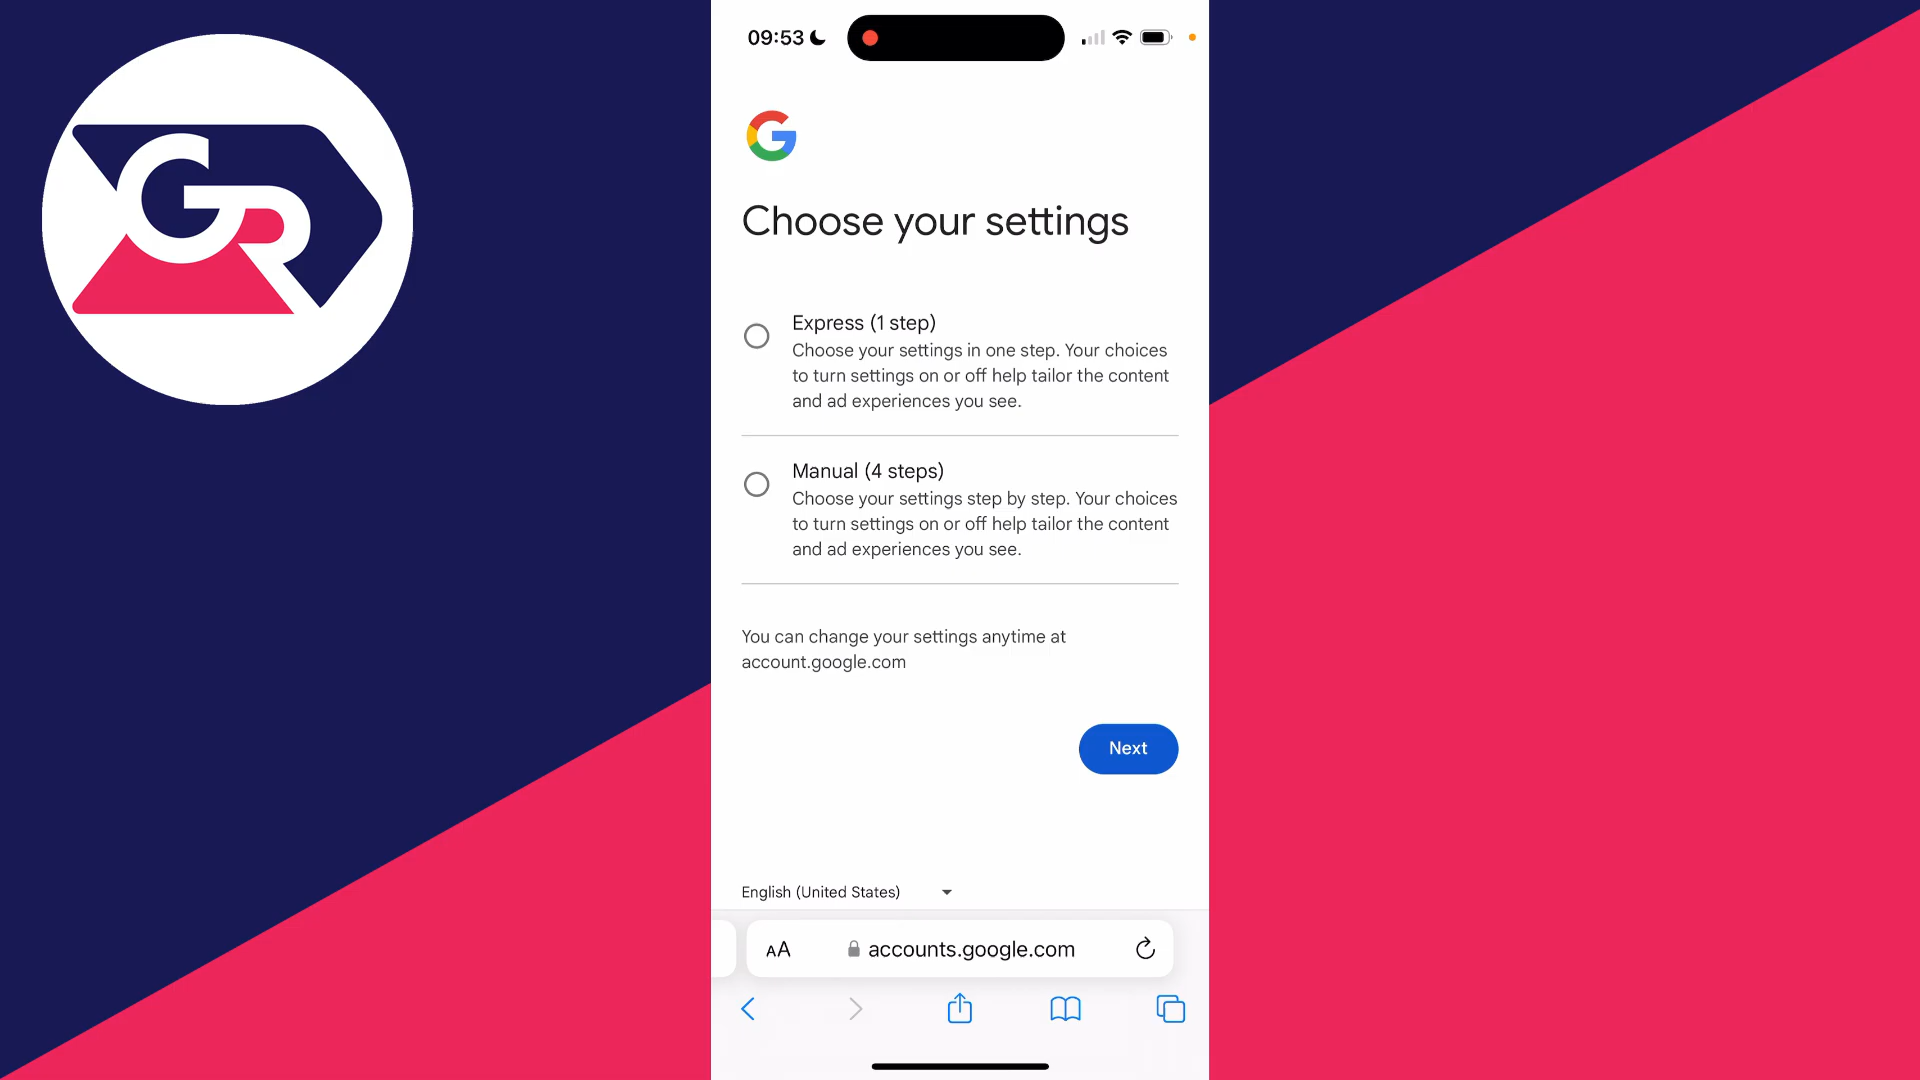 GR
09:53
Choose your settings
Express (1 step)
Choose your settings in one step. Your choices
to turn settings on or off help tailor the content
and ad experiences you see.
Manual (4 steps)
Choose your settings step by step. Your choices
to turn settings on or off help tailor the content
and ad experiences you see.
You can change your settings anytime at
account.google.com
Next
English (United States)
AA accounts.google.com